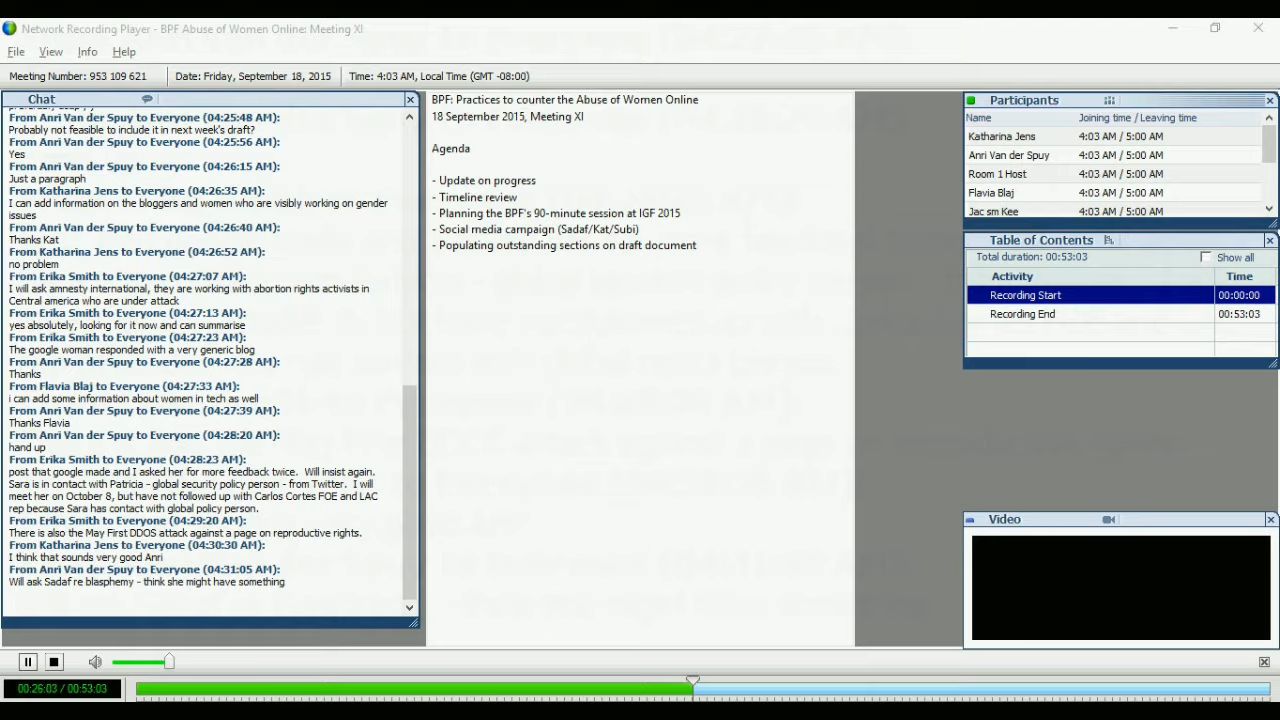 Network Recording Player - BPF Abuse of Women Online: Meeting XI
File View Info Help
Meeting Number: 953 109 621 Date: Friday, September 18, 2015 Time: 4:03 AM, Local Time (GMT -08:00)
Chat
From Anri Van der Spuy to Everyone (04:25:48 AM):
Probably not feasible to include it in next week's draft?
From Anri Van der Spuy to Everyone (04:25:56 AM):
Yes
From Anri Van der Spuy to Everyone (04:26:15 AM):
Just a paragraph
From Katharina Jens to Everyone (04:26:35 AM):
I can add information on the bloggers and women who are visibly working on gender
issues
From Anri Van der Spuy to Everyone (04:26:40 AM):
Thanks Kat
From Katharina Jens to Everyone (04:26:52 AM):
no problem
From Erika Smith to Everyone (04:27:07 AM):
I will ask amnesty international, they are working with abortion rights activists in
Central america who are under attack
From Erika Smith to Everyone (04:27:13 AM):
yes absolutely, looking for it now and can summarise
From Erika Smith to Everyone (04:27:23 AM):
The google woman responded with a very generic blog
From Anri Van der Spuy to Everyone (04:27:28 AM):
Thanks
From Flavia Blaj to Everyone (04:27:33 AM):
i can add some information about women in tech as well
From Anri Van der Spuy to Everyone (04:27:39 AM):
Thanks Flavia
From Anri Van der Spuy to Everyone (04:28:20 AM):
hand up
From Erika Smith to Everyone (04:28:23 AM):
post that google made and I asked her for more feedback twice. Will insist again.
Sara is in contact with Patricia - global security policy person - from Twitter. I will
meet her on October 8, but have not followed up with Carlos Cortes FOE and LAC
rep because Sara has contact with global policy person.
From Erika Smith to Everyone (04:29:20 AM):
There is also the May First DDOS attack against a page on reproductive rights.
From Katharina Jens to Everyone (04:30:30 AM):
I think that sounds very good Anri
From Anri Van der Spuy to Everyone (04:31:05 AM):
Will ask Sadaf re blasphemy - think she might have something
BPF: Practices to counter the Abuse of Women Online
18 September 2015, Meeting XI
Agenda
- Update on progress
- Timeline review
- Planning the BPF's 90-minute session at IGF 2015
- Social media campaign (Sadaf/Kat/Subi)
- Populating outstanding sections on draft document
Participants
Name Joining time / Leaving time
Katharina Jens 4:03 AM / 5:00 AM
Anri Van der Spuy 4:03 AM / 5:00 AM
Room 1 Host 4:03 AM / 5:00 AM
Flavia Blaj 4:03 AM / 5:00 AM
Jac sm Kee 4:03 AM / 5:00 AM
Table of Contents
Total duration: 00:53:03 Show all
Activity Time
Recording Start 00:00:00
Recording End 00:53:03
Video
00:26:03 / 00:53:03